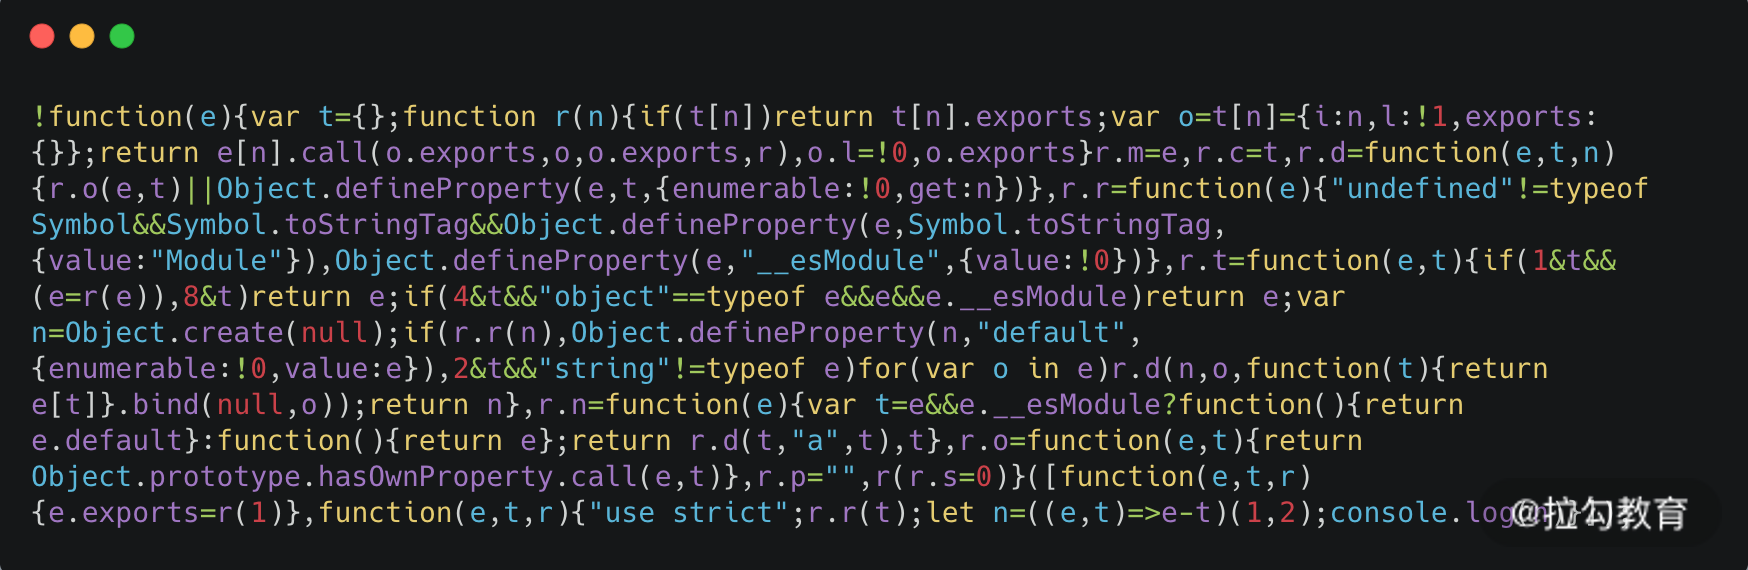 !function(e){var t={};function r(n){if(t[n])return t[n].exports;var o=t[n]={i:n,l:!1,exports:
{}};return e[n].call(o.exports,o,o.exports,r),o.l=!0,o.exports}r.m=e,r.c=t,r.d=function(e,t,n)
{r.o(e,t)||Object.defineProperty(e,t,{enumerable:!0,get:n})},r.r=function(e){"undefined"!=typeof
Symbol&&Symbol.toStringTag&&Object.defineProperty(e,Symbol.toStringTag,
{value:"Module"}),Object.defineProperty(e,"__esModule",{value:!0})},r.t=function(e,t){if(1&t&&
(e=r(e)),8&t)return e;if(4&t&&"object"==typeof e&&e&&e.__esModule)return e;var
n=Object.create(null);if(r.r(n),Object.defineProperty(n,"default",
{enumerable:!0,value:e}),2&t&&"string"!=typeof e)for(var o in e)r.d(n,o,function(t){return
e[t]}.bind(null,o));return n},r.n=function(e){var t=e&&e.__esModule?function(){return
e.default}:function(){return e};return r.d(t,"a",t),t},r.o=function(e,t){return
Object.prototype.hasOwnProperty.call(e,t)},r.p="",r(r.s=0)}([function(e,t,r)
{e.exports=r(1)},function(e,t,r){"use strict";r.r(t);let n=((e,t)=>e-t)(1,2);console.log
@拉勾教育